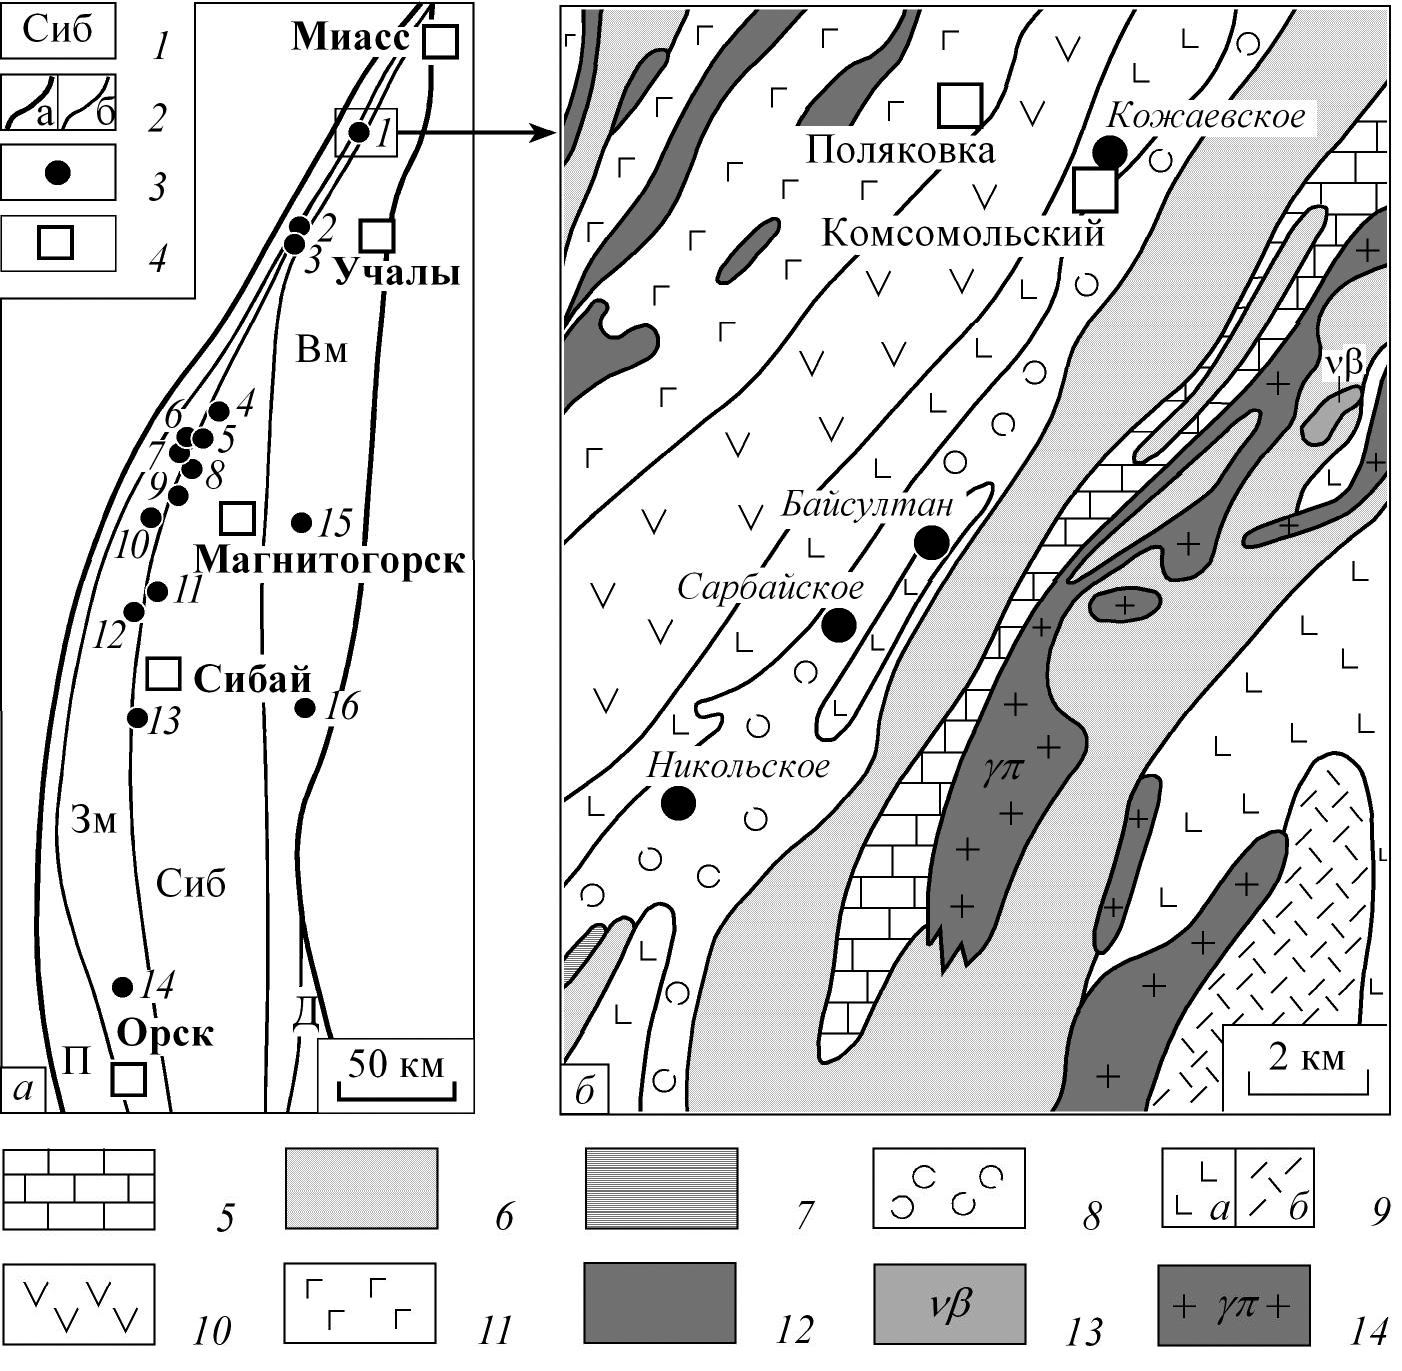 Сиб 1
а б 2
3
4
Миасс
1
2
3
Учалы
Вм
4
5
6
7
8
9
10
15
Магнитогорск
11
12
Сибай
13
16
Зм
Сиб
14
Орск
П
Д
50 км
а
Поляковка
Кожаевское
Комсомольский
νβ
Байсултан
Сарбайское
Никольское
γπ
2 км
б
5
6
7
8
а б 9
10
11
12
νβ 13
γπ 14